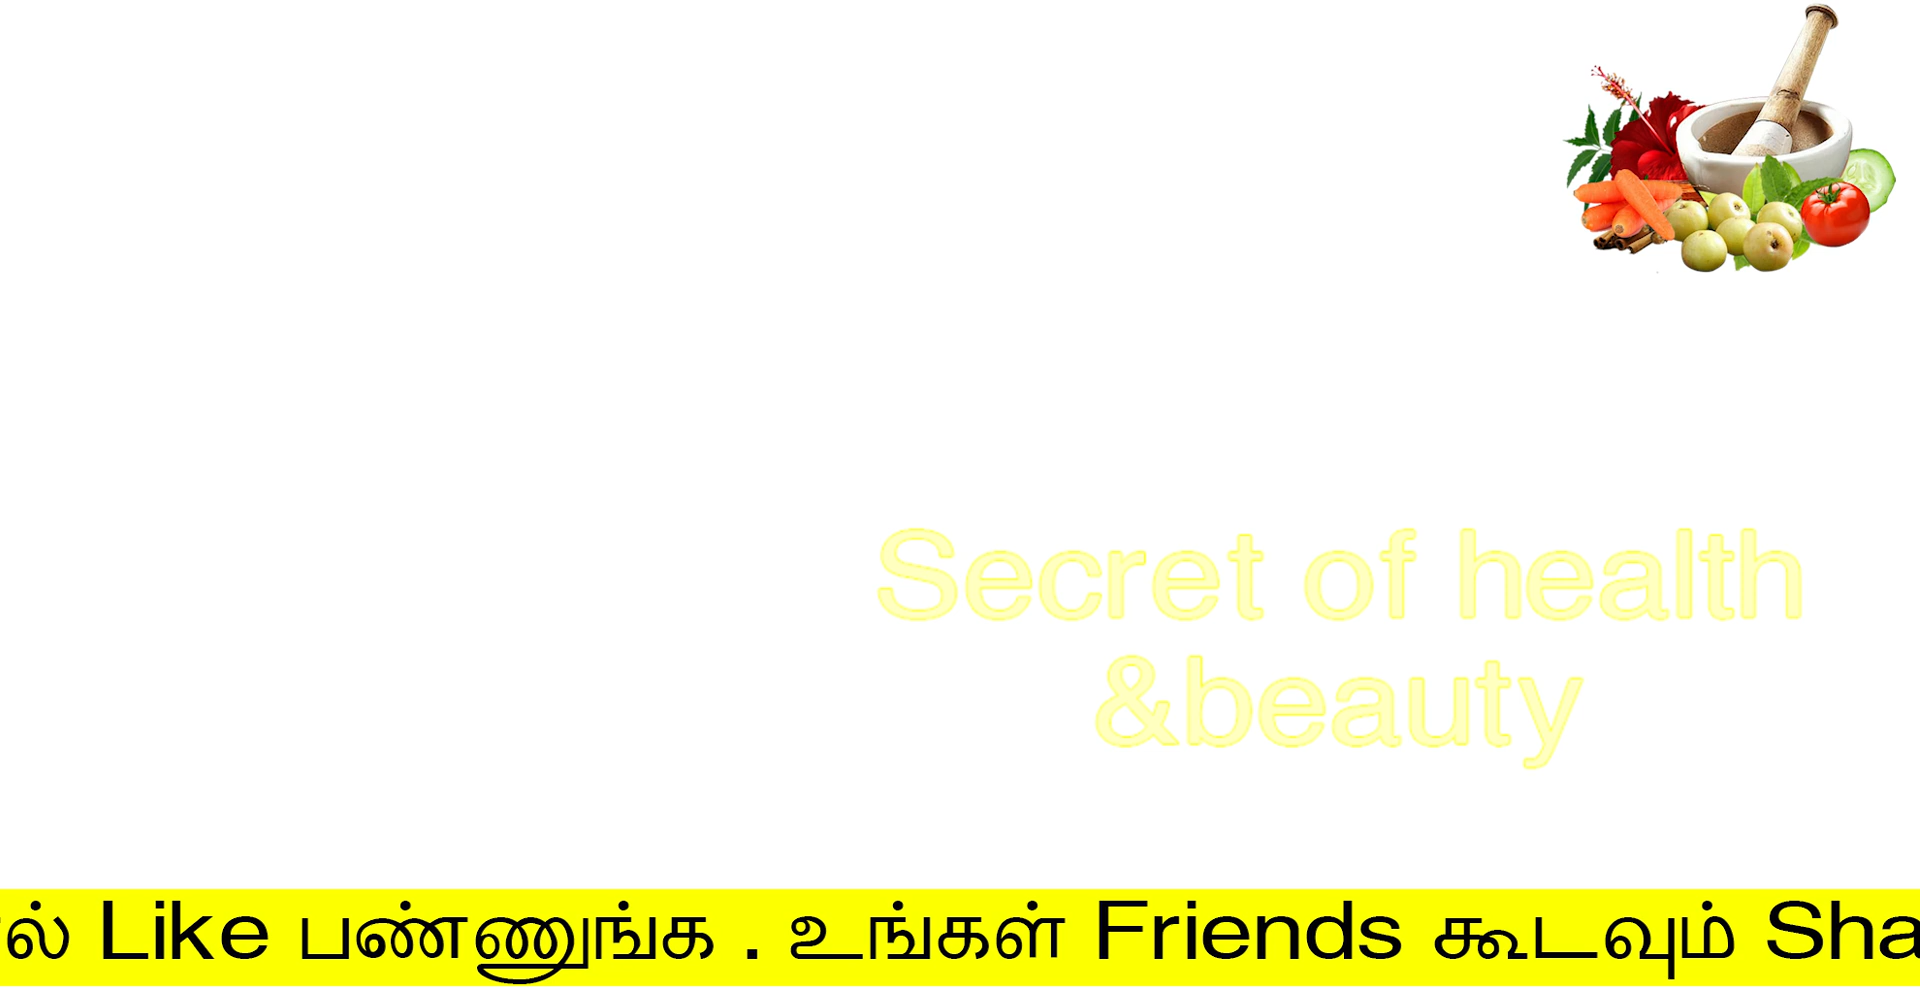 Secret of health
&beauty
ல் Like பண்ணுங்க . உங்கள் Friends கூடவும் Sha